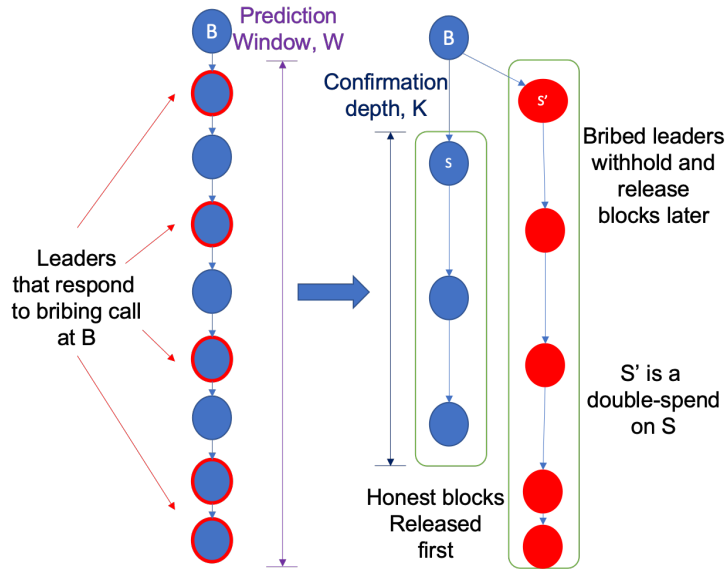 B
Prediction
Window, W
Leaders
that respond
to bribing call
at B
B
Confirmation
depth, K
s
s'
Bribed leaders
withhold and
release
blocks later
S' is a
double-spend
on S
Honest blocks
Released
first